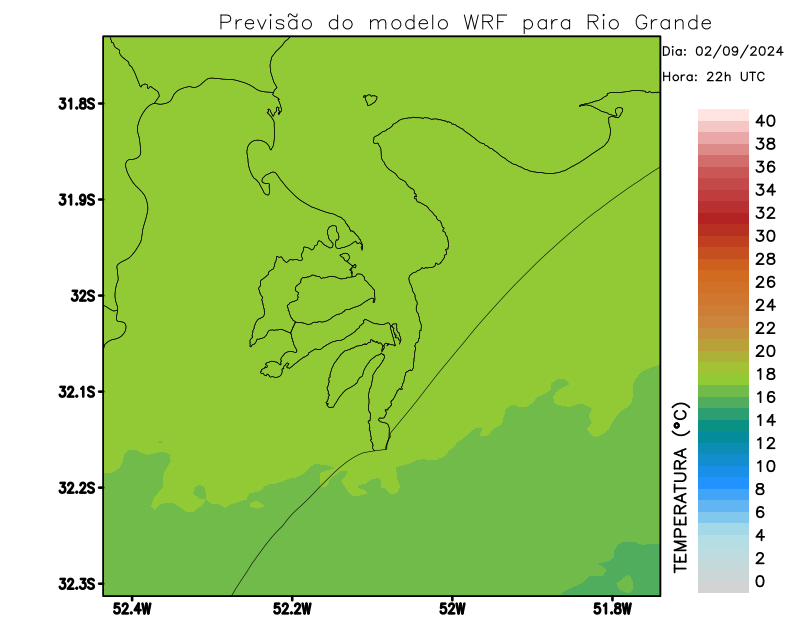 Previsão do modelo WRF para Rio Grande
Dia: 02/09/2024
Hora: 22h UTC
31.8S
31.9S
32S
32.1S
32.2S
32.3S
52.4W
52.2W
52W
51.8W
40
38
36
34
32
30
28
26
24
22
20
18
16
14
12
10
8
6
4
2
0
TEMPERATURA (°C)